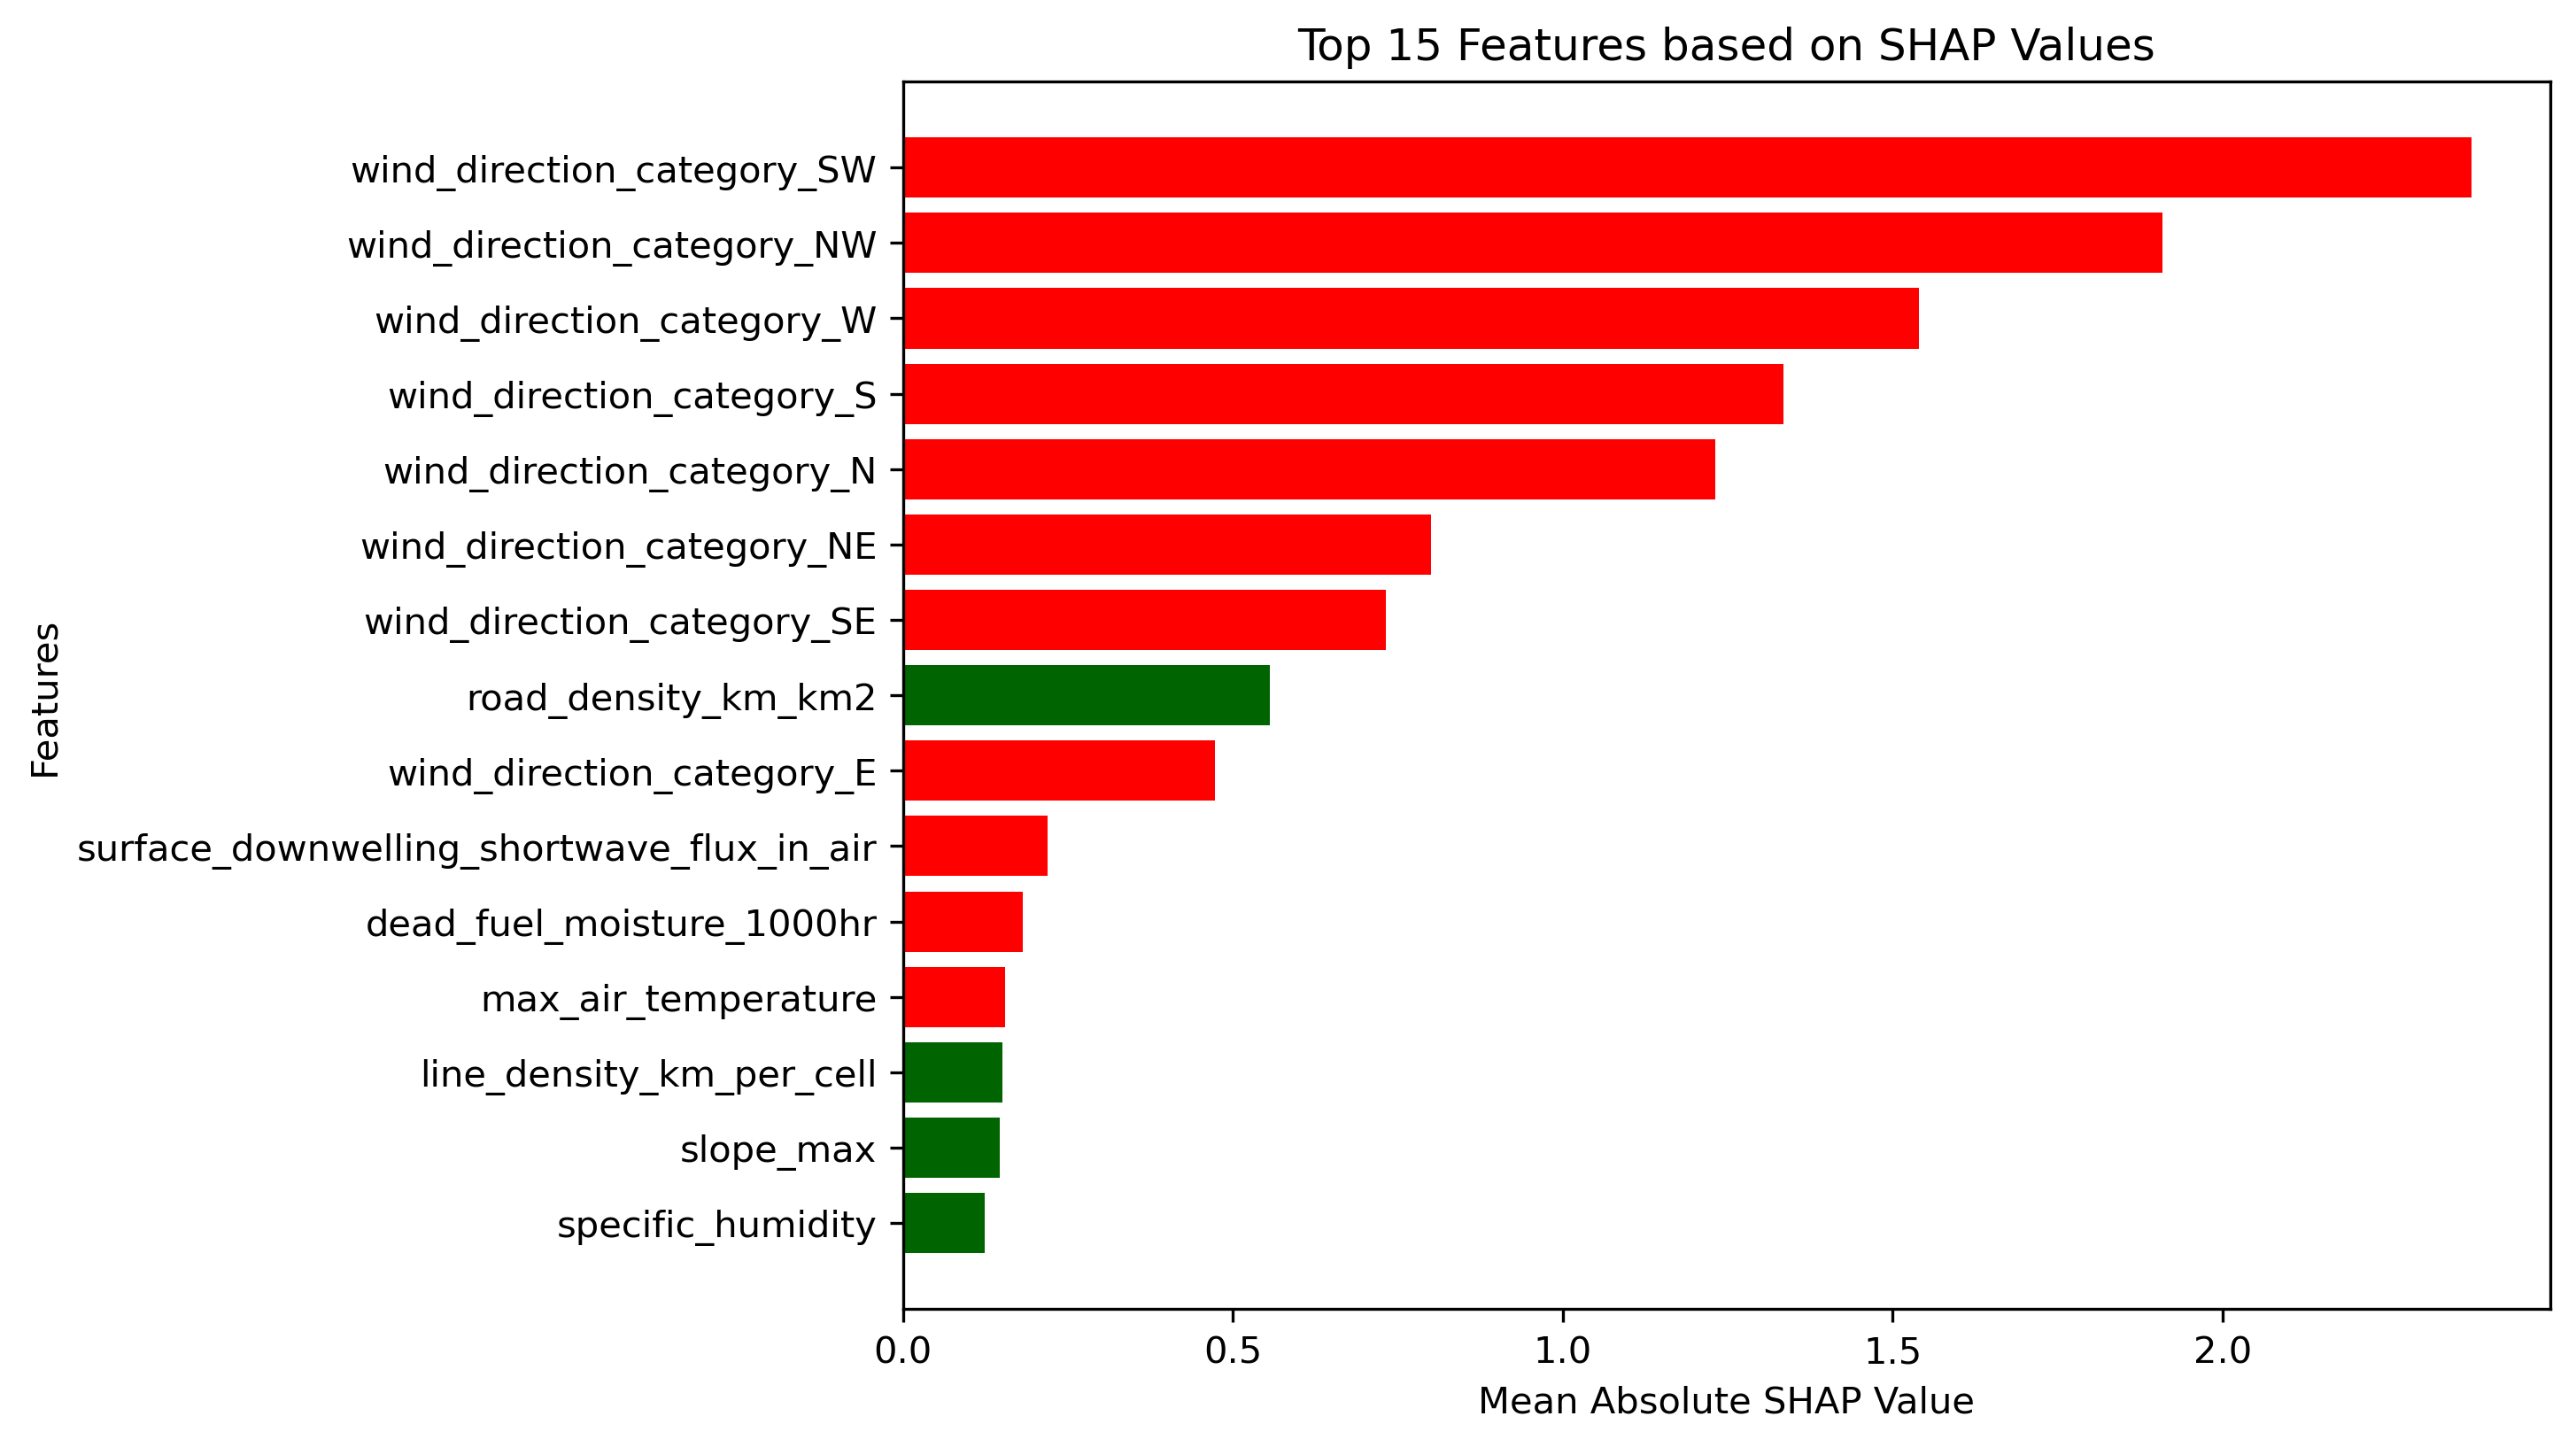 Top 15 Features based on SHAP Values
Features
wind_direction_category_SW
wind_direction_category_NW
wind_direction_category_W
wind_direction_category_S
wind_direction_category_N
wind_direction_category_NE
wind_direction_category_SE
road_density_km_km2
wind_direction_category_E
surface_downwelling_shortwave_flux_in_air
dead_fuel_moisture_1000hr
max_air_temperature
line_density_km_per_cell
slope_max
specific_humidity
0.0 0.5 1.0 1.5 2.0
Mean Absolute SHAP Value